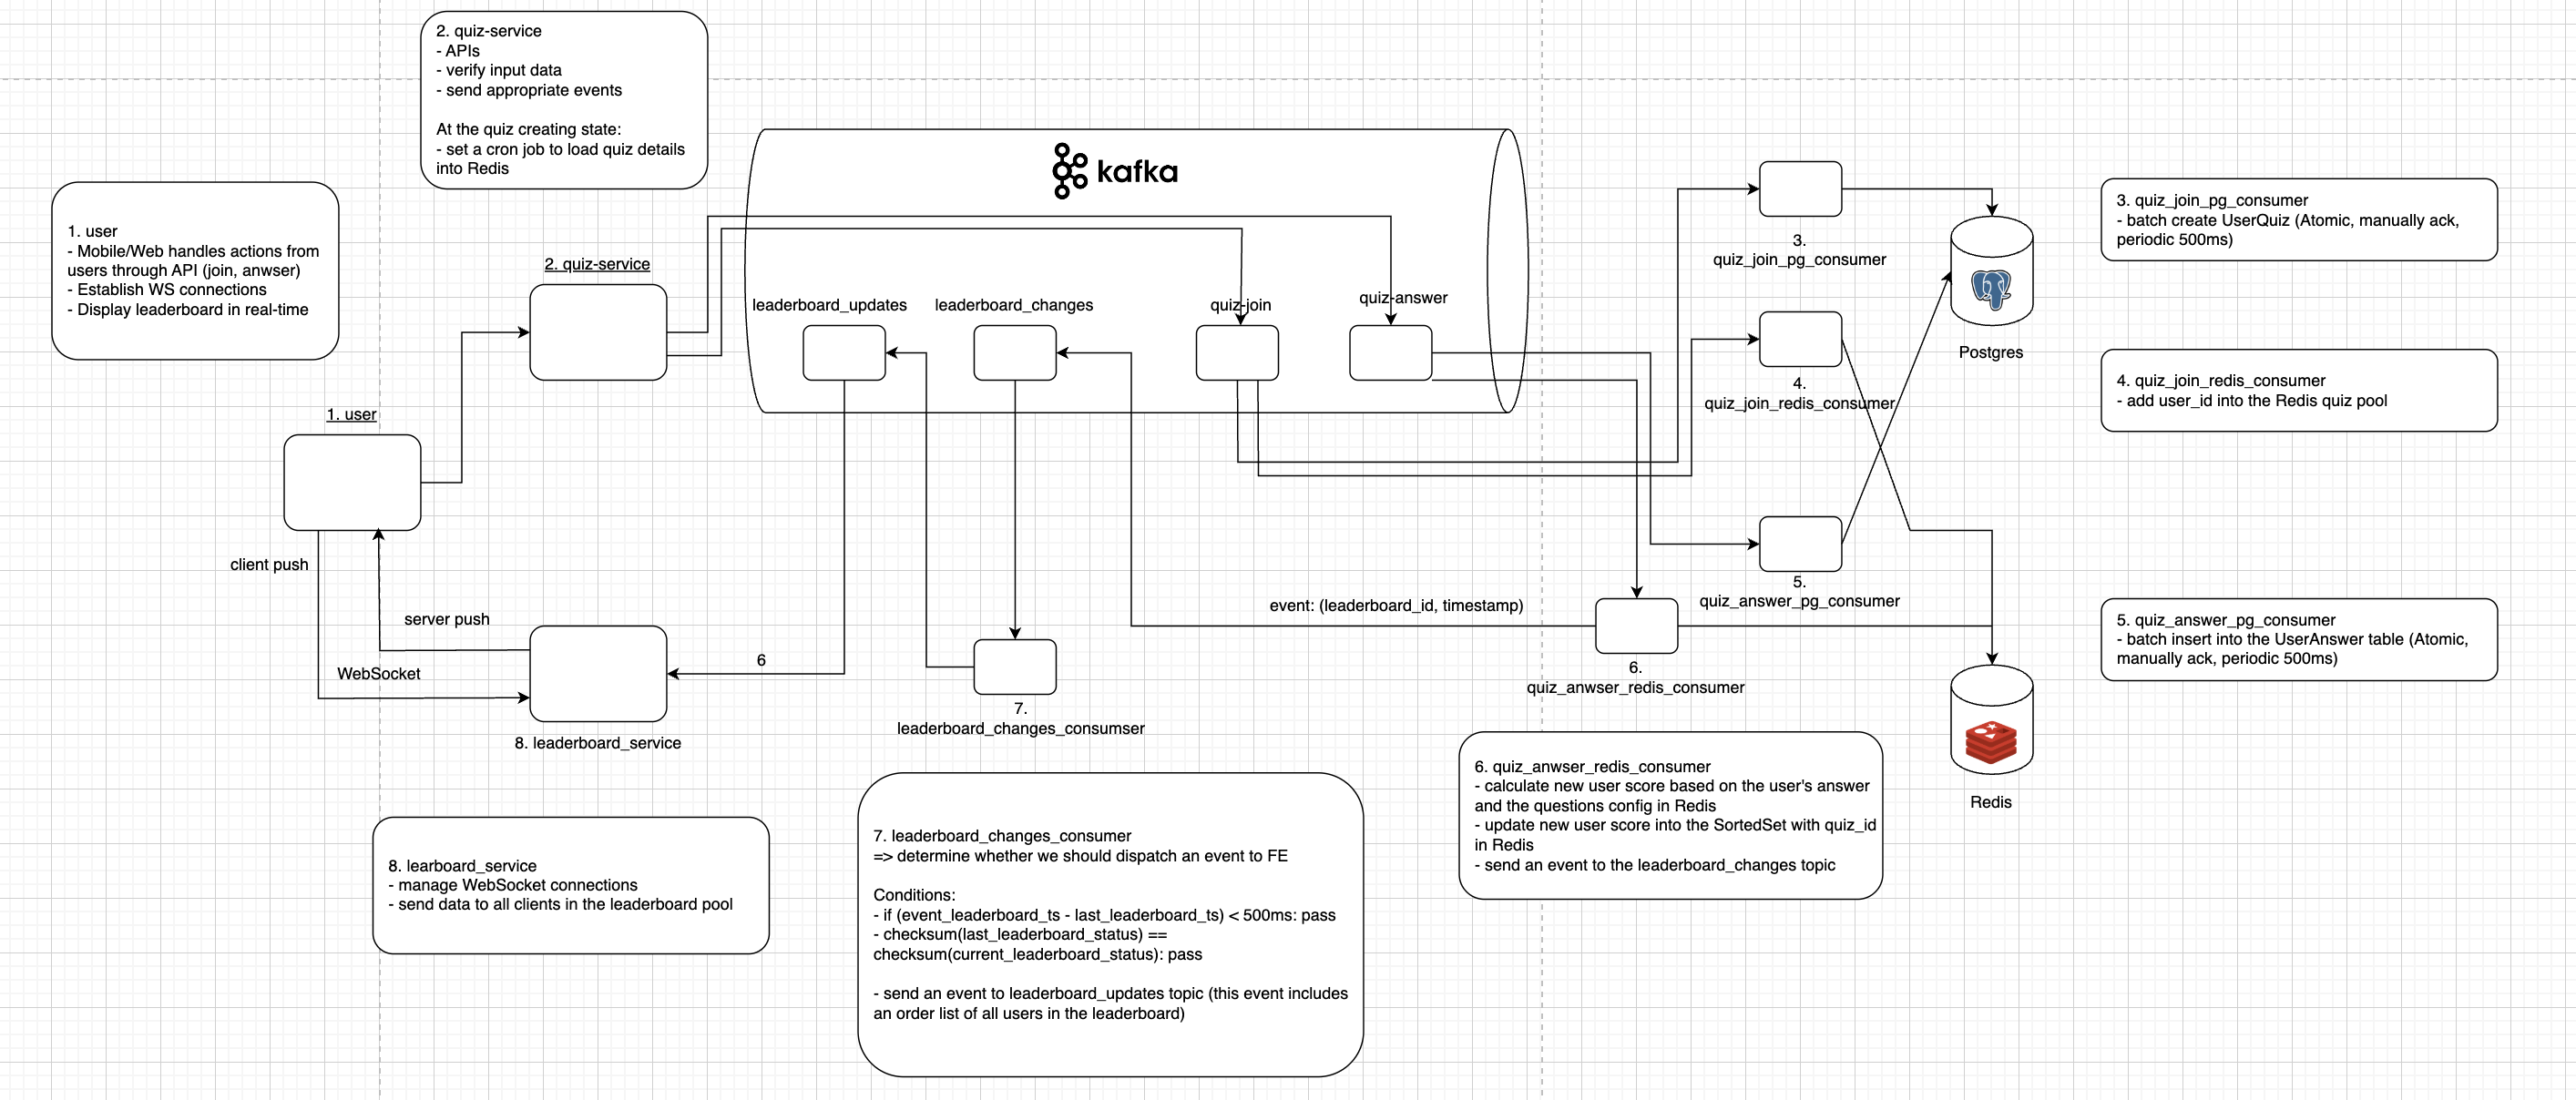 2. quiz-service
- APIs
- verify input data
- send appropriate events
At the quiz creating state:
- set a cron job to load quiz details
into Redis
1. user
- Mobile/Web handles actions from
users through API (join, anwser)
- Establish WS connections
- Display leaderboard in real-time
2. quiz-service
1. user
client push
server push
WebSocket
8. leaderboard_service
6
kafka
leaderboard_updates
leaderboard_changes
quiz-join
quiz-answer
7.
leaderboard_changes_consumser
event: (leaderboard_id, timestamp)
3.
quiz_join_pg_consumer
4.
quiz_join_redis_consumer
5.
quiz_answer_pg_consumer
6.
quiz_anwser_redis_consumer
Postgres
Redis
3. quiz_join_pg_consumer
- batch create UserQuiz (Atomic, manually ack,
periodic 500ms)
4. quiz_join_redis_consumer
- add user_id into the Redis quiz pool
5. quiz_answer_pg_consumer
- batch insert into the UserAnswer table (Atomic,
manually ack, periodic 500ms)
6. quiz_anwser_redis_consumer
- calculate new user score based on the user's answer
and the questions config in Redis
- update new user score into the SortedSet with quiz_id
in Redis
- send an event to the leaderboard_changes topic
7. leaderboard_changes_consumer
=> determine whether we should dispatch an event to FE
Conditions:
- if (event_leaderboard_ts - last_leaderboard_ts) < 500ms: pass
- checksum(last_leaderboard_status) ==
checksum(current_leaderboard_status): pass
- send an event to leaderboard_updates topic (this event includes
an order list of all users in the leaderboard)
8. learboard_service
- manage WebSocket connections
- send data to all clients in the leaderboard pool